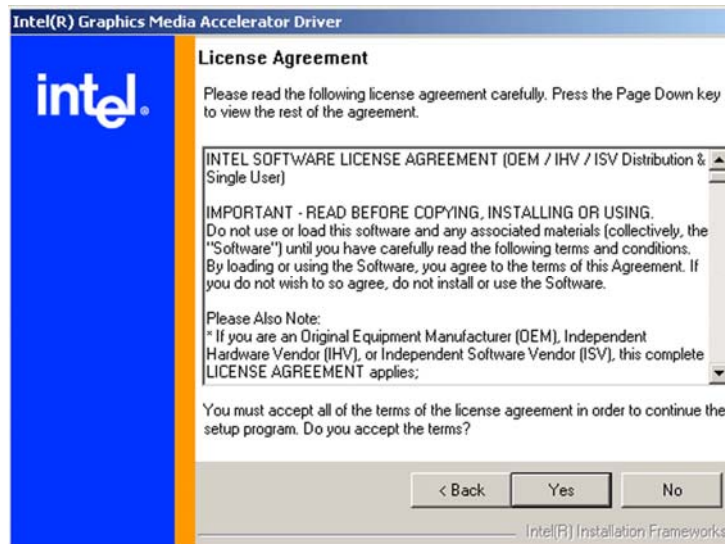 Intel(R) Graphics Media Accelerator Driver
intel®
License Agreement
Please read the following license agreement carefully. Press the Page Down key
to view the rest of the agreement.
INTEL SOFTWARE LICENSE AGREEMENT (OEM / IHV / ISV Distribution &
Single User)
IMPORTANT - READ BEFORE COPYING, INSTALLING OR USING.
Do not use or load this software and any associated materials (collectively, the
"Software") until you have carefully read the following terms and conditions.
By loading or using the Software, you agree to the terms of this Agreement. If
you do not wish to so agree, do not install or use the Software.
Please Also Note:
* If you are an Original Equipment Manufacturer (OEM), Independent
Hardware Vendor (IHV), or Independent Software Vendor (ISV), this complete
LICENSE AGREEMENT applies;
You must accept all of the terms of the license agreement in order to continue the
setup program. Do you accept the terms?
< Back
Yes
No
Intel(R) Installation Frameworks